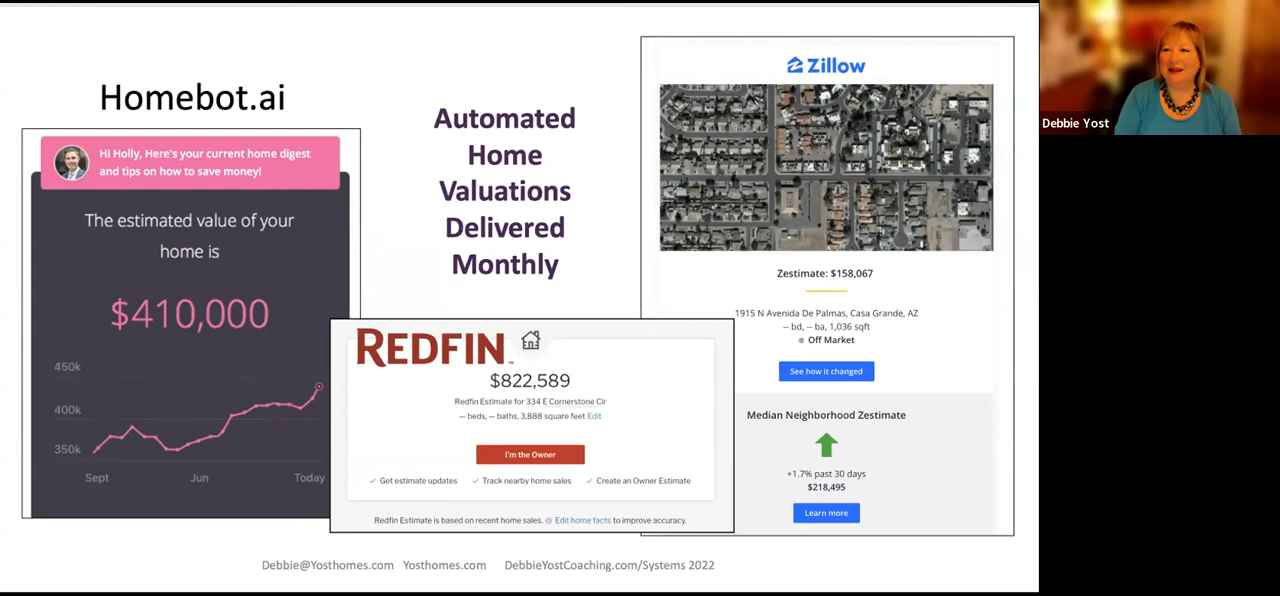 Homebot.ai
Hi Holly, Here's your current home digest
and tips on how to save money!
The estimated value of your
home is
$410,000
450k
400k
350k
Sept
Jun
Today
Automated
Home
Valuations
Delivered
Monthly
REDFIN
$822,589
Redfin Estimate for 334 E Cornerstone Cir
-- beds, -- baths, 3,888 square feet Edit
I'm the Owner
✓ Get estimate updates ✓ Track nearby home sales ✓ Create an Owner Estimate
Redfin Estimate is based on recent home sales. Edit home facts to improve accuracy.
Zillow
Zestimate: $158,067
1915 N Avenida De Palmas, Casa Grande, AZ
-- bd, -- ba, 1,036 sqft
Off Market
See how it changed
Median Neighborhood Zestimate
+1.7% past 30 days
$218,495
Learn more
Debbie@Yosthomes.com Yosthomes.com DebbieYostCoaching.com/Systems 2022
Debbie Yost